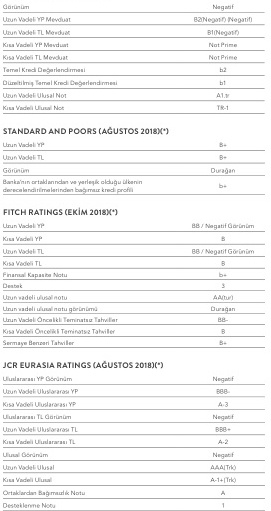 Görünüm Negatif
Uzun Vadeli YP Mevduat B2(Negatif) (Negatif)
Uzun Vadeli TL Mevduat B1(Negatif)
Kısa Vadeli YP Mevduat Not Prime
Kısa Vadeli TL Mevduat Not Prime
Temel Kredi Değerlendirmesi b2
Düzeltilmiş Temel Kredi Değerlendirmesi b1
Uzun Vadeli Ulusal Not A1.tr
Kısa Vadeli Ulusal Not TR-1
STANDARD AND POORS (AĞUSTOS 2018)(*)
Uzun Vadeli YP B+
Uzun Vadeli TL B+
Görünüm Durağan
Banka'nın ortaklarından ve yerleşik olduğu ülkenin
derecelendirilmelerinden bağımsız kredi profili b+
FITCH RATINGS (EKİM 2018)(*)
Uzun Vadeli YP BB / Negatif Görünüm
Kısa Vadeli YP B
Uzun Vadeli TL BB / Negatif Görünüm
Kısa Vadeli TL B
Finansal Kapasite Notu b+
Destek 3
Uzun vadeli ulusal notu AA(tur)
Uzun vadeli ulusal notu görünümü Durağan
Uzun Vadeli Öncelikli Teminatsız Tahviller BB-
Kısa Vadeli Öncelikli Teminatsız Tahviller B
Sermaye Benzeri Tahviller B+
JCR EURASIA RATINGS (AĞUSTOS 2018)(*)
Uluslararası YP Görünüm Negatif
Uzun Vadeli Uluslararası YP BBB-
Kısa Vadeli Uluslararası YP A-3
Uluslararası TL Görünüm Negatif
Uzun Vadeli Uluslararası TL BBB+
Kısa Vadeli Uluslararası TL A-2
Ulusal Görünüm Negatif
Uzun Vadeli Ulusal AAA(Trk)
Kısa Vadeli Ulusal A-1+(Trk)
Ortaklardan Bağımsızlık Notu A
Desteklenme Notu 1